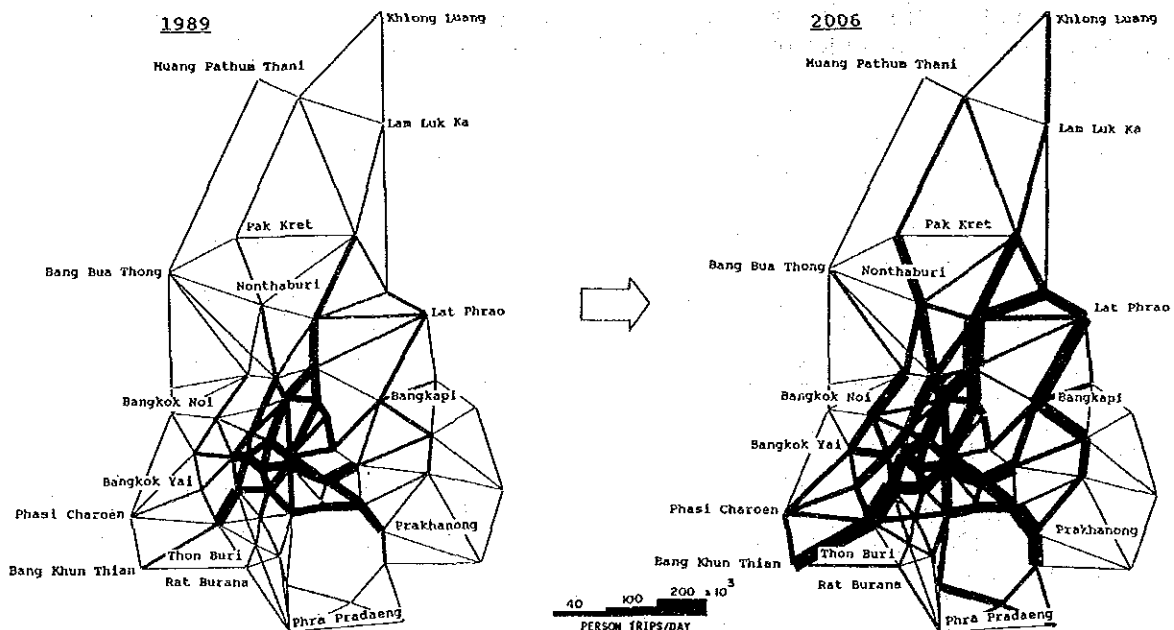 1989
Khlong Luang
Muang Pathum Thani
Lam Luk Ka
Pak Kret
Bang Bua Thong
Nonthaburi
Lat Phrao
Bangkok Noi
Bangkapi
Bangkok Yai
Phasi Charoen
Prakhanong
Thon Buri
Bang Khun Thian
Rat Burana
Phra Pradaeng
2006
Khlong Luang
Muang Pathum Thani
Lam Luk Ka
Pak Kret
Bang Bua Thong
Nonthaburi
Lat Phrao
Bangkok Noi
Bangkapi
Bangkok Yai
Phasi Charoen
Prakhanong
Thon Buri
Bang Khun Thian
Rat Burana
Phra Pradaeng
40 100 200 x10³
PERSON TRIPS/DAY